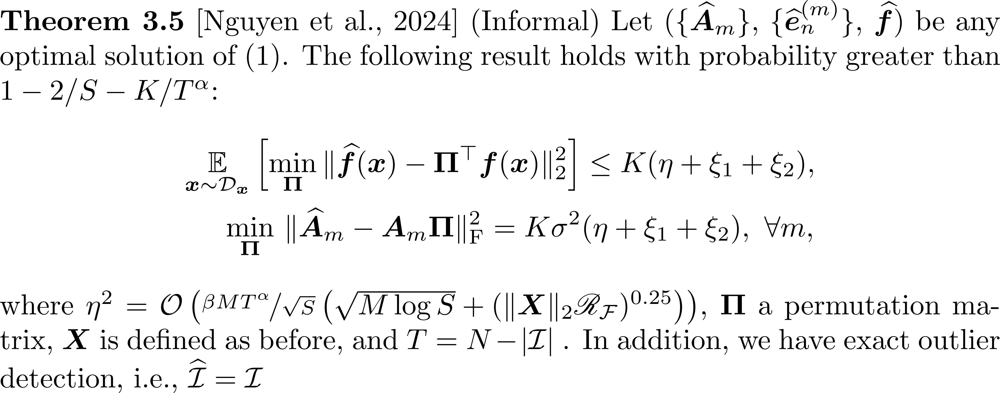 Theorem 3.5 [Nguyen et al., 2024] (Informal) Let $(\{\widehat{\boldsymbol{A}}_m\}, \{\widehat{\boldsymbol{e}}_n^{(m)}\}, \widehat{\boldsymbol{f}})$ be any
optimal solution of (1). The following result holds with probability greater than
$1 - 2/S - K/T^{\alpha}$:
$\underset{\boldsymbol{x} \sim \mathcal{D}_{\boldsymbol{x}}}{\mathbb{E}} \left[ \min_{\boldsymbol{\Pi}} \|\widehat{\boldsymbol{f}}(\boldsymbol{x}) - \boldsymbol{\Pi}^{\top} \boldsymbol{f}(\boldsymbol{x})\|_2^2 \right] \leq K(\eta + \xi_1 + \xi_2),$
$\min_{\boldsymbol{\Pi}} \|\widehat{\boldsymbol{A}}_m - \boldsymbol{A}_m \boldsymbol{\Pi}\|_{\mathrm{F}}^2 = K\sigma^2(\eta + \xi_1 + \xi_2), \ \forall m,$
where $\eta^2 = \mathcal{O}\left({}^{\beta M T^{\alpha}}/_{\sqrt{S}} \left(\sqrt{M \log S} + (\|\boldsymbol{X}\|_2 \mathscr{R}_{\mathcal{F}})^{0.25}\right)\right)$, $\boldsymbol{\Pi}$ a permutation ma-
trix, $\boldsymbol{X}$ is defined as before, and $T = N - |\mathcal{I}|$ . In addition, we have exact outlier
detection, i.e., $\widehat{\mathcal{I}} = \mathcal{I}$